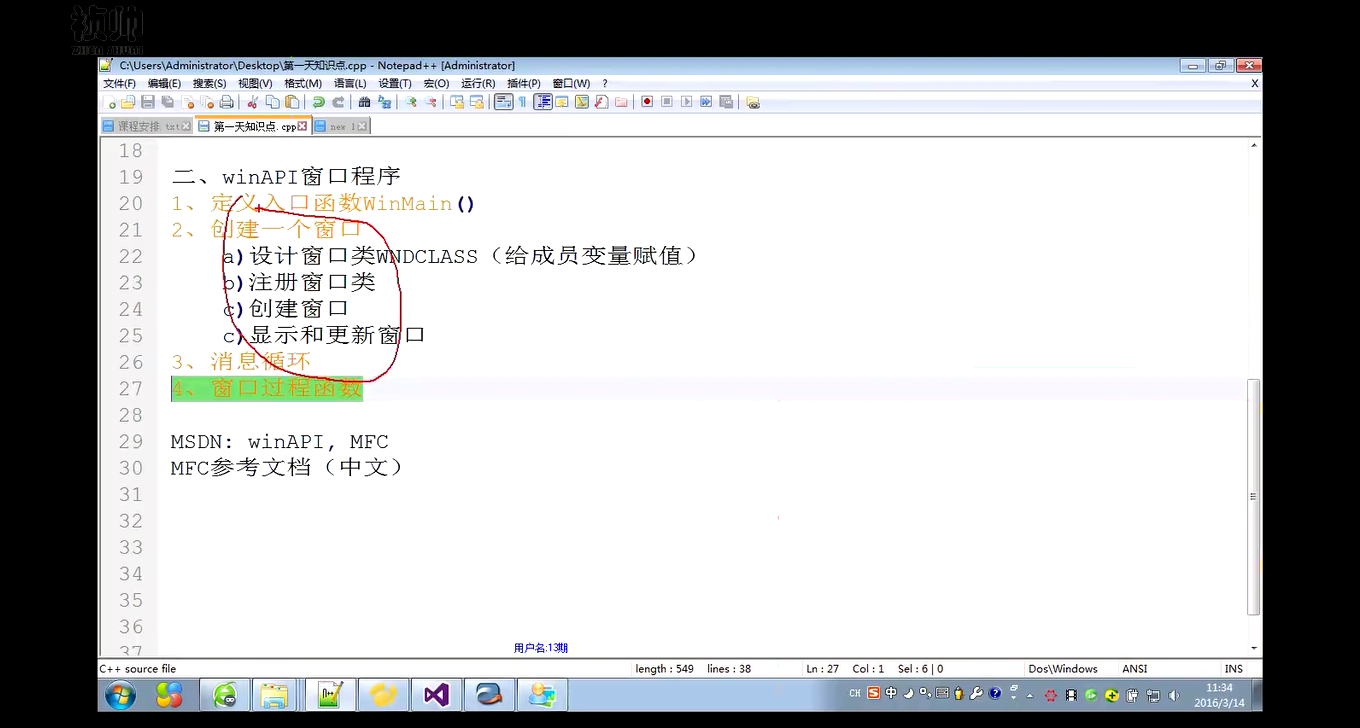 祯帅
ZHEN SHUAI
C:\Users\Administrator\Desktop\第一天知识点.cpp - Notepad++ [Administrator]
文件(F) 编辑(E) 搜索(S) 视图(V) 格式(M) 语言(L) 设置(T) 宏(O) 运行(R) 插件(P) 窗口(W) ? X
课程安排.txt 第一天知识点.cpp new 1
18
19 二、winAPI窗口程序
20 1、定义入口函数WinMain()
21 2、创建一个窗口
22 a)设计窗口类WNDCLASS（给成员变量赋值）
23 b)注册窗口类
24 c)创建窗口
25 c)显示和更新窗口
26 3、消息循环
27 4、窗口过程函数
28
29 MSDN: winAPI, MFC
30 MFC参考文档（中文）
31
32
33
34
35
36
37
用户名:13期
C++ source file length : 549 lines : 38 Ln : 27 Col : 1 Sel : 6 | 0 Dos\Windows ANSI INS
CH 中 11:34
2016/3/14